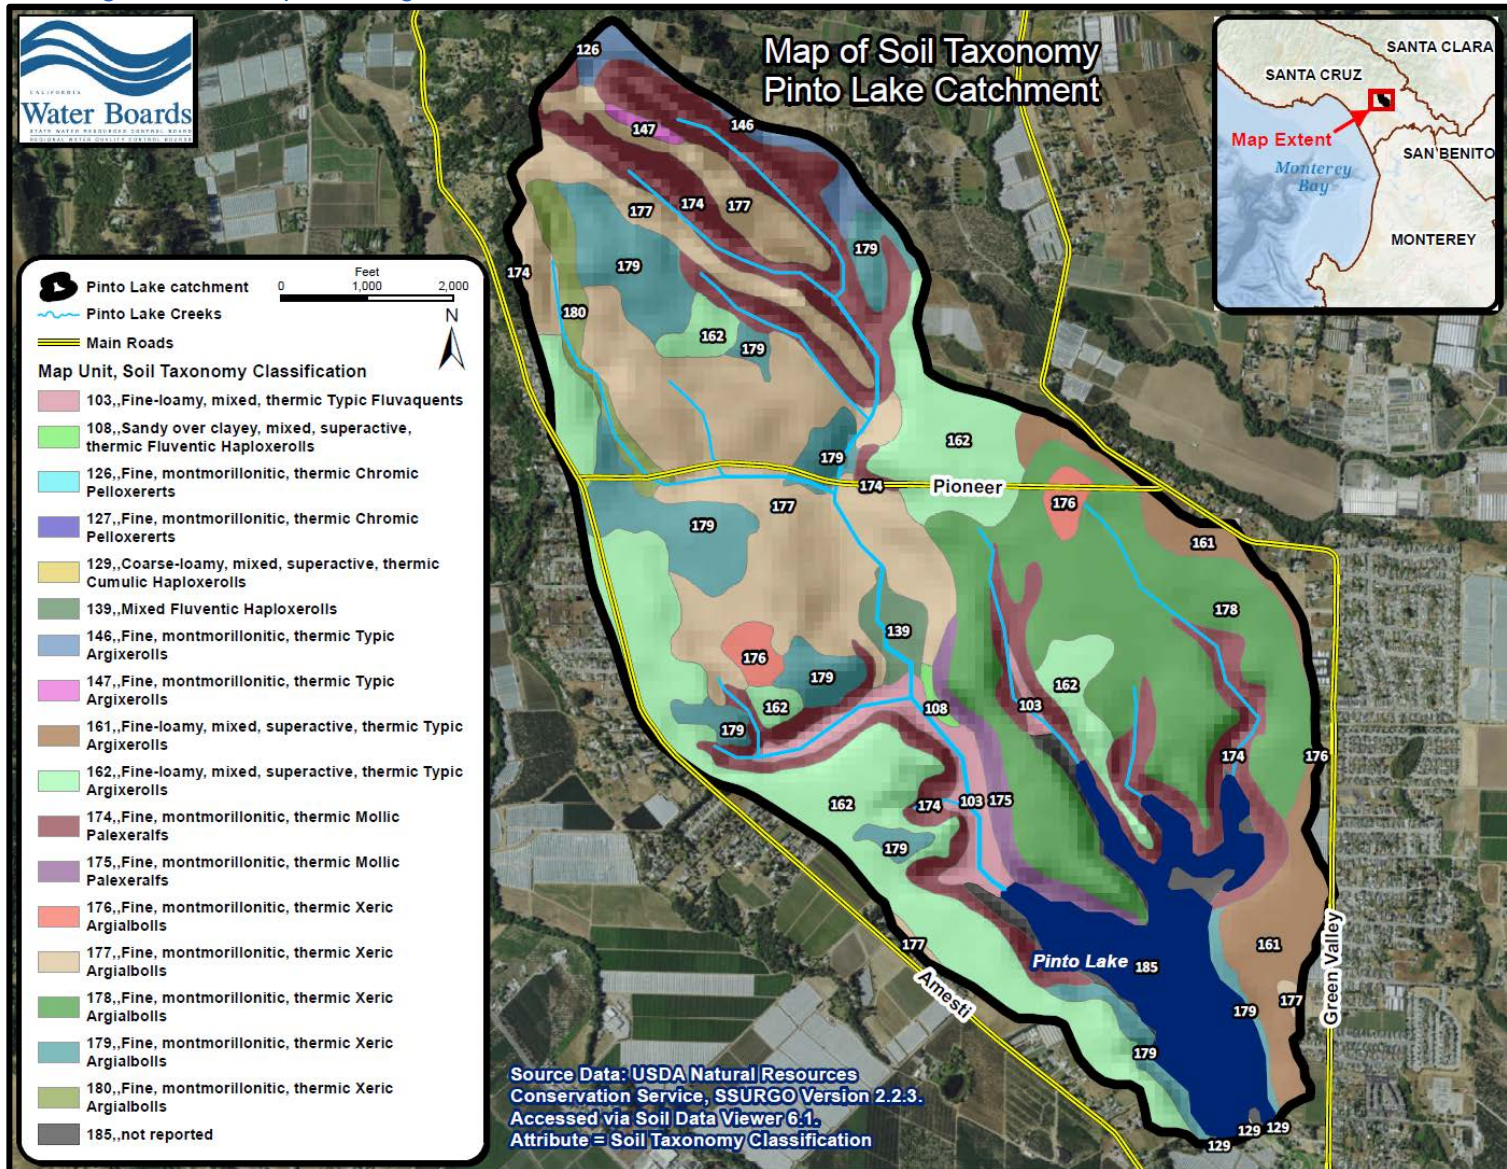 CALIFORNIA
Water Boards
STATE WATER RESOURCES CONTROL BOARD
REGIONAL WATER QUALITY CONTROL BOARDS
Map of Soil Taxonomy
Pinto Lake Catchment
SANTA CLARA
SANTA CRUZ
Map Extent
SAN BENITO
Monterey
Bay
MONTEREY
Pinto Lake catchment
Feet
0 1,000 2,000
Pinto Lake Creeks
N
Main Roads
Map Unit, Soil Taxonomy Classification
103,,Fine-loamy, mixed, thermic Typic Fluvaquents
108,,Sandy over clayey, mixed, superactive,
thermic Fluventic Haploxerolls
126,,Fine, montmorillonitic, thermic Chromic
Pelloxererts
127,,Fine, montmorillonitic, thermic Chromic
Pelloxererts
129,,Coarse-loamy, mixed, superactive, thermic
Cumulic Haploxerolls
139,,Mixed Fluventic Haploxerolls
146,,Fine, montmorillonitic, thermic Typic
Argixerolls
147,,Fine, montmorillonitic, thermic Typic
Argixerolls
161,,Fine-loamy, mixed, superactive, thermic Typic
Argixerolls
162,,Fine-loamy, mixed, superactive, thermic Typic
Argixerolls
174,,Fine, montmorillonitic, thermic Mollic
Palexeralfs
175,,Fine, montmorillonitic, thermic Mollic
Palexeralfs
176,,Fine, montmorillonitic, thermic Xeric
Argialbolls
177,,Fine, montmorillonitic, thermic Xeric
Argialbolls
178,,Fine, montmorillonitic, thermic Xeric
Argialbolls
179,,Fine, montmorillonitic, thermic Xeric
Argialbolls
180,,Fine, montmorillonitic, thermic Xeric
Argialbolls
185,,not reported
126
147
146
177
174
177
179
179
174
180
162
179
162
179
174
Pioneer
176
179
177
161
178
139
176
179
162
108
103
162
179
174
176
162
174
103
175
179
177
161
Pinto Lake
185
177
179
Amesti
Green Valley
179
129
129
129
Source Data: USDA Natural Resources
Conservation Service, SSURGO Version 2.2.3.
Accessed via Soil Data Viewer 6.1.
Attribute = Soil Taxonomy Classification